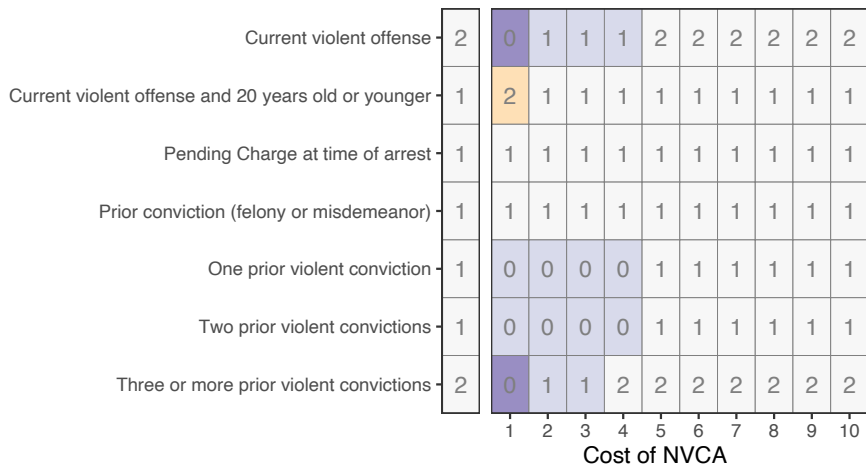 Current violent offense 2 0 1 1 1 2 2 2 2 2 2
Current violent offense and 20 years old or younger 1 2 1 1 1 1 1 1 1 1 1
Pending Charge at time of arrest 1 1 1 1 1 1 1 1 1 1 1
Prior conviction (felony or misdemeanor) 1 1 1 1 1 1 1 1 1 1 1
One prior violent conviction 1 0 0 0 0 1 1 1 1 1 1
Two prior violent convictions 1 0 0 0 0 1 1 1 1 1 1
Three or more prior violent convictions 2 0 1 1 2 2 2 2 2 2 2
1 2 3 4 5 6 7 8 9 10
Cost of NVCA